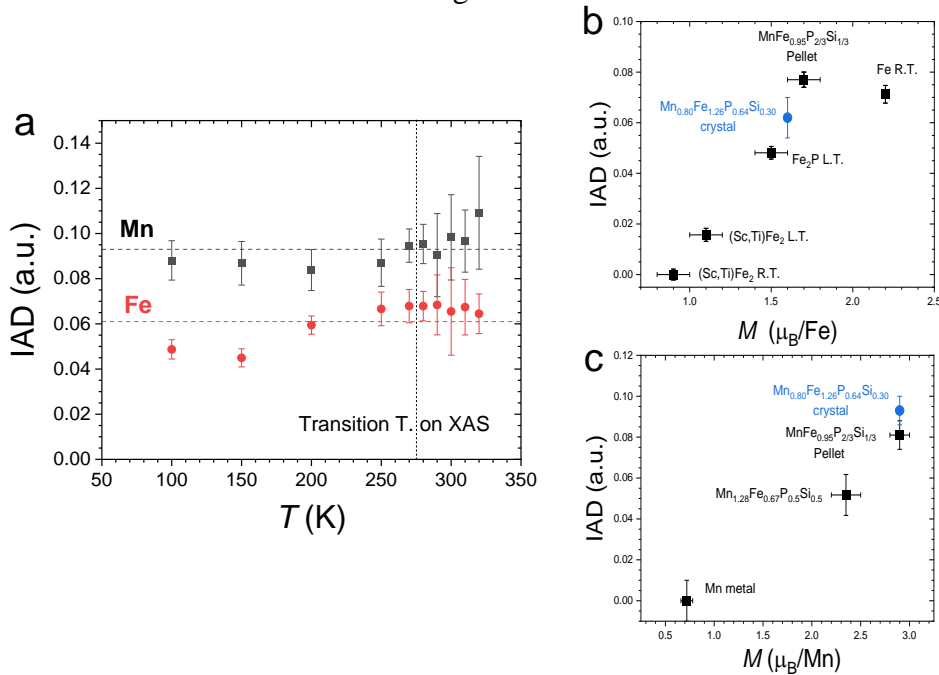 a
IAD (a.u.)
0.14
0.12
0.10
0.08
0.06
0.04
0.02
0.00
Mn
Fe
Transition T. on XAS
50 100 150 200 250 300 350
T (K)
b
IAD (a.u.)
0.10
0.08
0.06
0.04
0.02
0.00
MnFe₀.₉₅P₂/₃Si₁/₃
Pellet
Fe R.T.
Mn₀.₈₀Fe₁.₂₆P₀.₆₄Si₀.₃₀
crystal
Fe₂P L.T.
(Sc,Ti)Fe₂ L.T.
(Sc,Ti)Fe₂ R.T.
1.0 1.5 2.0 2.5
M (μB/Fe)
c
IAD (a.u.)
0.12
0.10
0.08
0.06
0.04
0.02
0.00
Mn₀.₈₀Fe₁.₂₆P₀.₆₄Si₀.₃₀
crystal
MnFe₀.₉₅P₂/₃Si₁/₃
Pellet
Mn₁.₂₈Fe₀.₆₇P₀.₅Si₀.₅
Mn metal
0.5 1.0 1.5 2.0 2.5 3.0
M (μB/Mn)